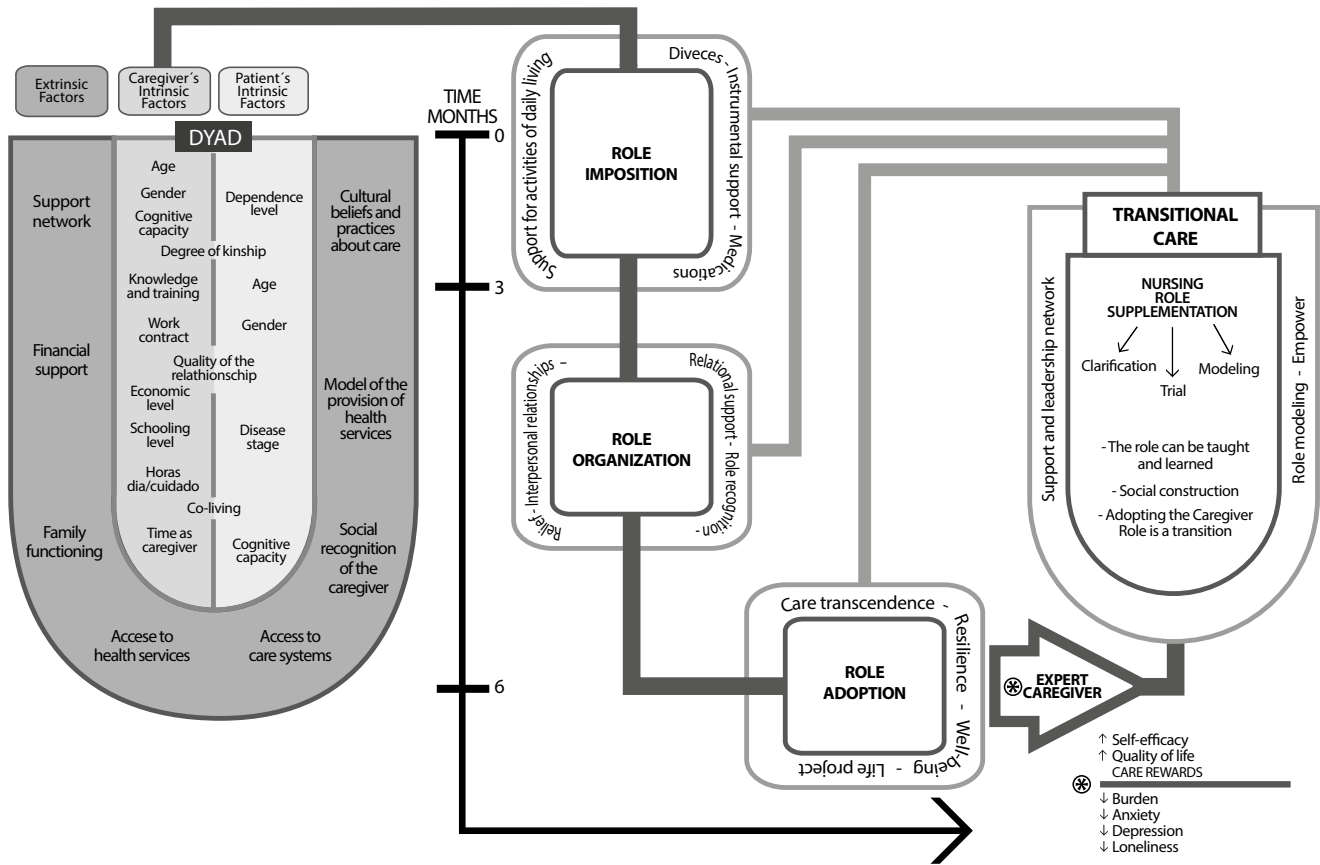 Extrinsic
Factors
Caregiver´s
Intrinsic
Factors
Patient´s
Intrinsic
Factors
DYAD
Support
network
Financial
support
Family
functioning
Age
Gender
Cognitive
capacity
Degree of kinship
Knowledge
and training
Work
contract
Quality of the
relathionship
Economic
level
Schooling
level
Horas
dia/cuidado
Co-living
Time as
caregiver
Dependence
level
Age
Gender
Disease
stage
Cognitive
capacity
Cultural
beliefs and
practices
about care
Model of the
provision of
health
services
Social
recognition
of the
caregiver
Accese to
health services
Access to
care systems
TIME
MONTHS
0
3
6
Support for activities of daily living
Diveces - Instrumental support - Medications
ROLE
IMPOSITION
Relief - Interpersonal relationships -
Relational support - Role recognition -
ROLE
ORGANIZATION
Care transcendence - Resilience - Well-being - Life project
ROLE
ADOPTION
EXPERT
CAREGIVER
TRANSITIONAL
CARE
Support and leadership network
Role modeling - Empower
NURSING
ROLE
SUPPLEMENTATION
Clarification
Trial
Modeling
- The role can be taught
and learned
- Social construction
- Adopting the Caregiver
Role is a transition
↑ Self-efficacy
↑ Quality of life
CARE REWARDS
↓ Burden
↓ Anxiety
↓ Depression
↓ Loneliness